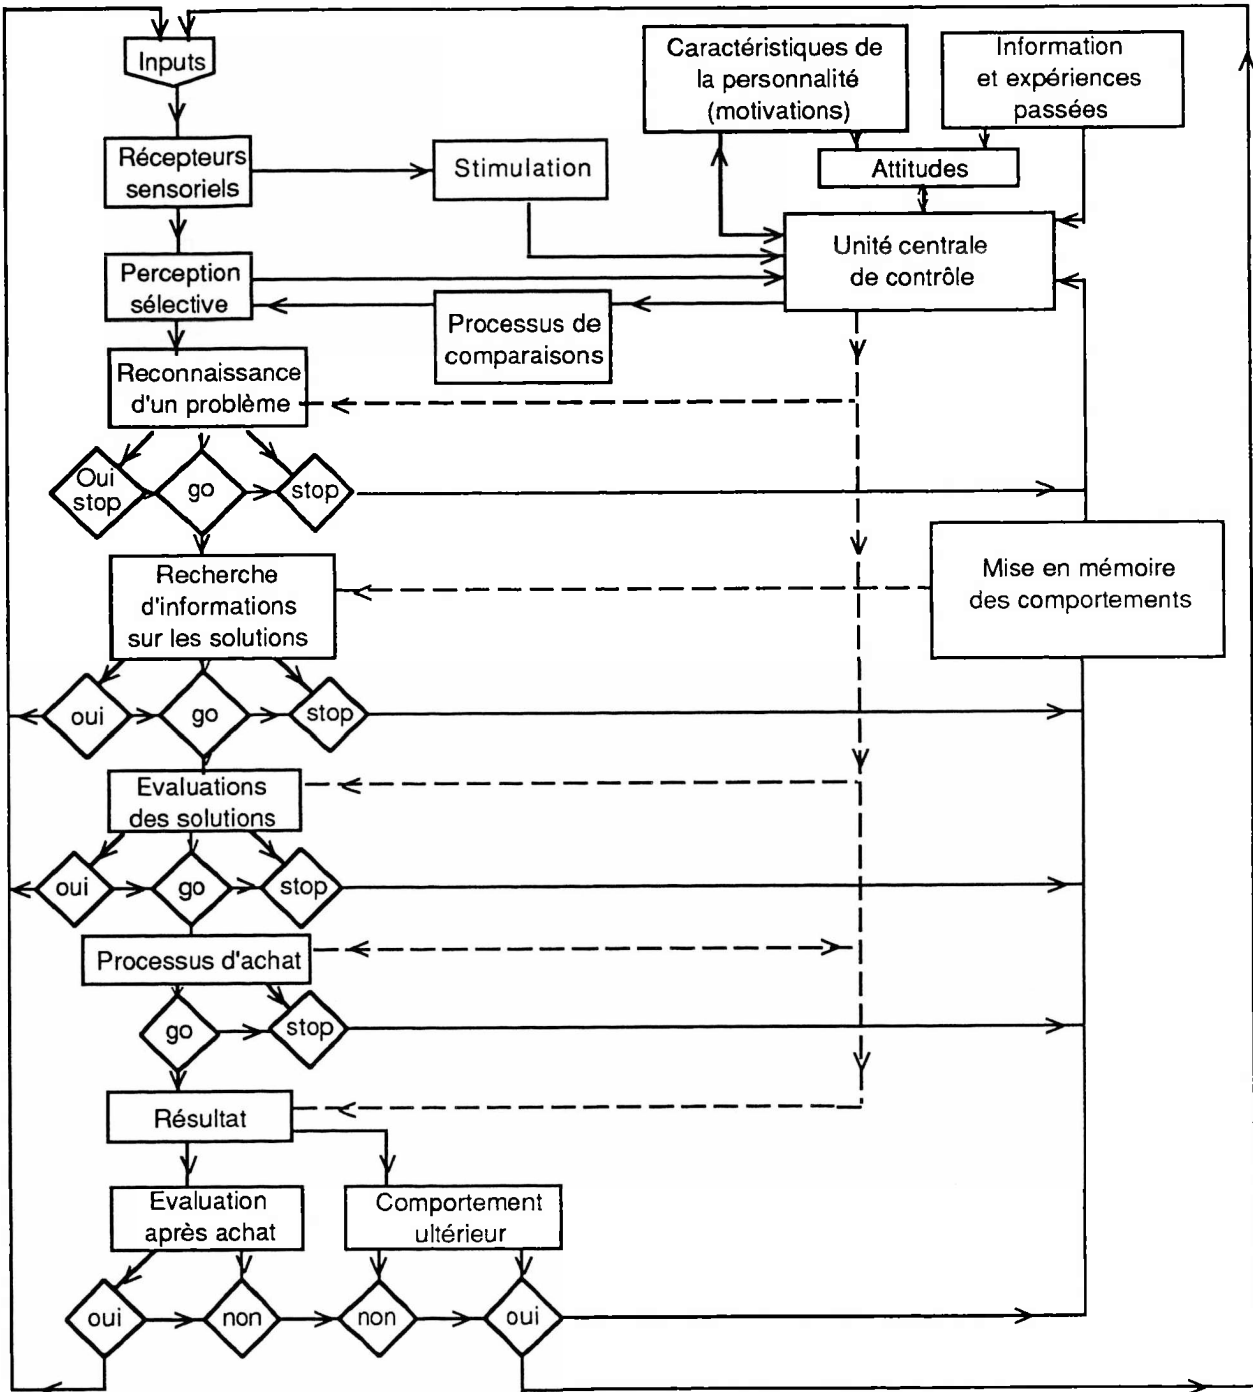 Inputs
Caractéristiques de
la personnalité
(motivations)
Information
et expériences
passées
Récepteurs
sensoriels
Stimulation
Attitudes
Perception
sélective
Unité centrale
de contrôle
Processus de
comparaisons
Reconnaissance
d'un problème
Oui
stop
go
stop
Recherche
d'informations
sur les solutions
Mise en mémoire
des comportements
oui
go
stop
Evaluations
des solutions
oui
go
stop
Processus d'achat
go
stop
Résultat
Evaluation
après achat
Comportement
ultérieur
oui
non
non
oui